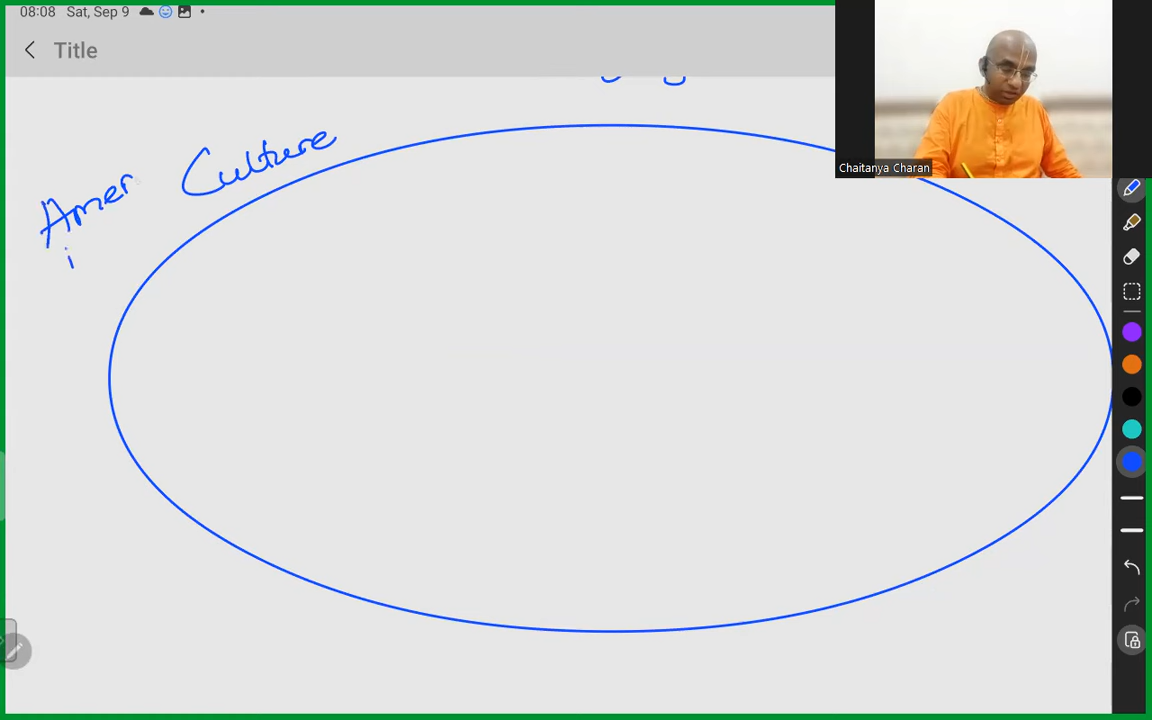 08:08 Sat, Sep 9
Title
Chaitanya Charan
Amer Culture
i